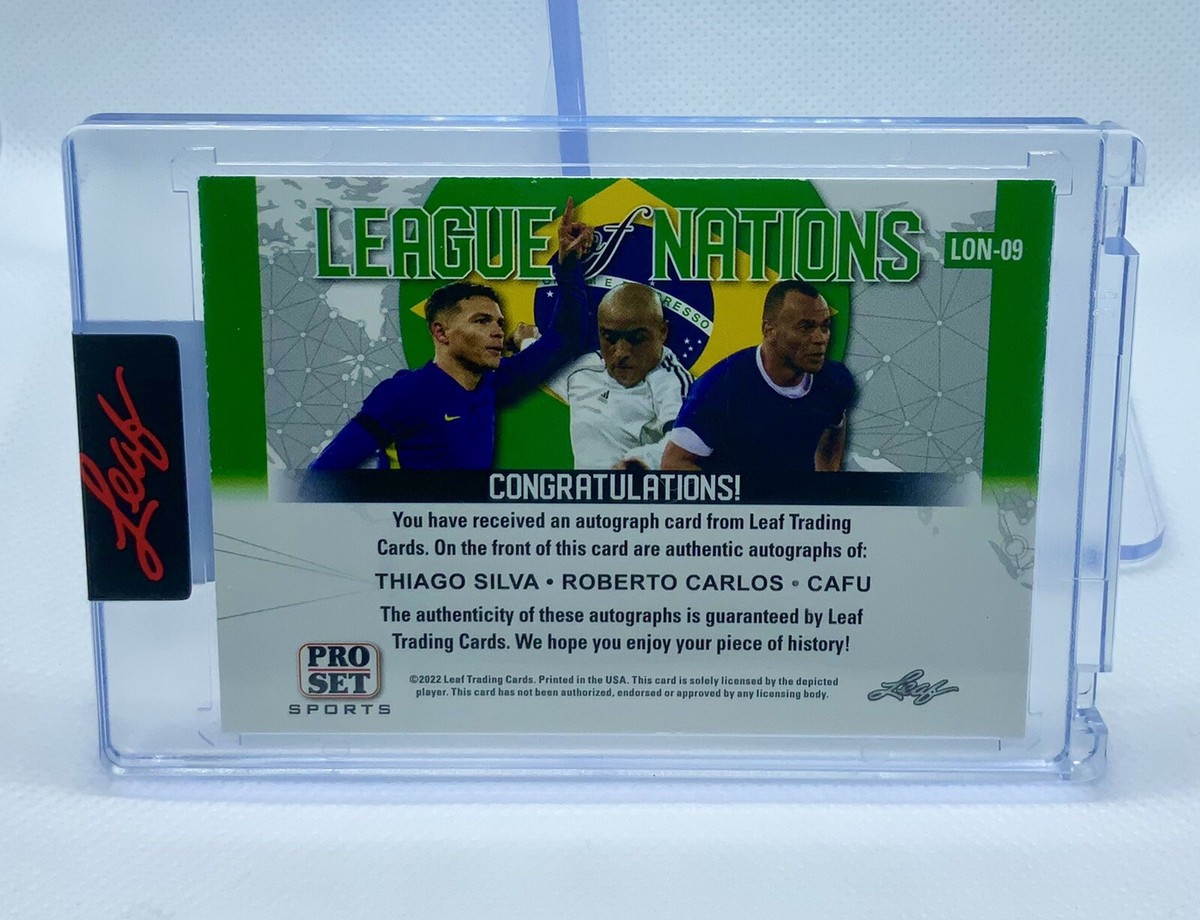 LEAGUE of NATIONS
LON-09
RESSO
Leaf
CONGRATULATIONS!
You have received an autograph card from Leaf Trading
Cards. On the front of this card are authentic autographs of:
THIAGO SILVA • ROBERTO CARLOS • CAFU
The authenticity of these autographs is guaranteed by Leaf
Trading Cards. We hope you enjoy your piece of history!
PRO
SET
SPORTS
©2022 Leaf Trading Cards. Printed in the USA. This card is solely licensed by the depicted
player. This card has not been authorized, endorsed or approved by any licensing body.
Leaf